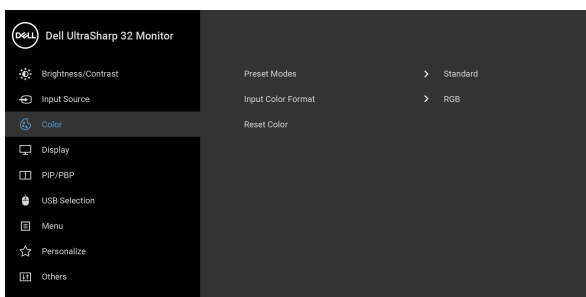 DELL Dell UltraSharp 32 Monitor
Brightness/Contrast Preset Modes > Standard
Input Source Input Color Format > RGB
Color Reset Color
Display
PIP/PBP
USB Selection
Menu
Personalize
Others